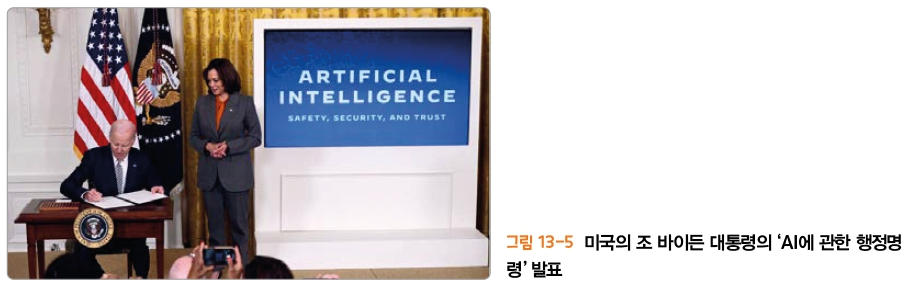 ARTIFICIAL
INTELLIGENCE
SAFETY, SECURITY, AND TRUST
그림 13-5 미국의 조 바이든 대통령의 ‘AI에 관한 행정명
령’ 발표